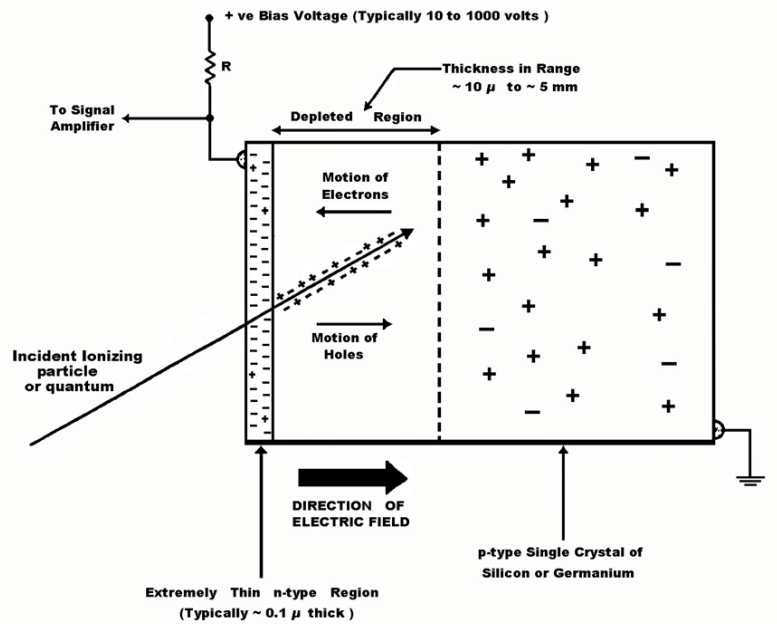 + ve Bias Voltage (Typically 10 to 1000 volts )
R
To Signal
Amplifier
Thickness in Range
~ 10 µ to ~ 5 mm
Depleted Region
Motion of
Electrons
Motion of
Holes
Incident Ionizing
particle
or quantum
DIRECTION OF
ELECTRIC FIELD
p-type Single Crystal of
Silicon or Germanium
Extremely Thin n-type Region
(Typically ~ 0.1 µ thick )